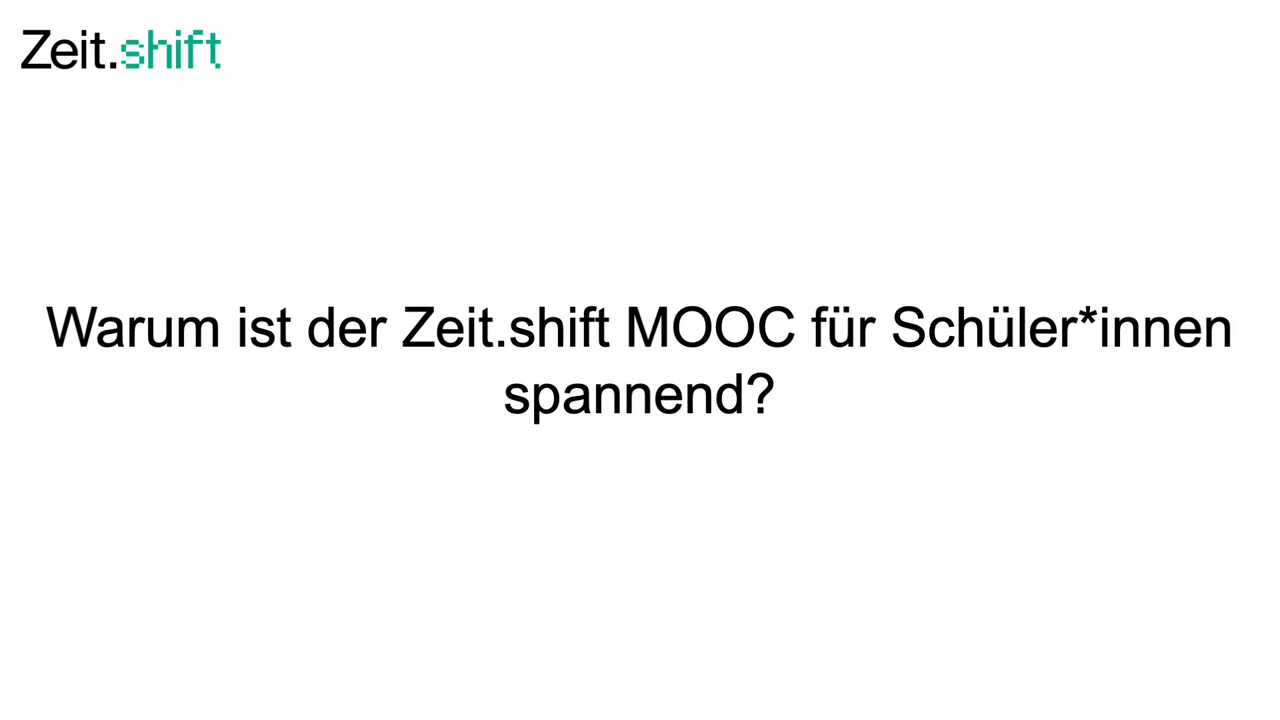 Zeit.shift
Warum ist der Zeit.shift MOOC für Schüler*innen
spannend?